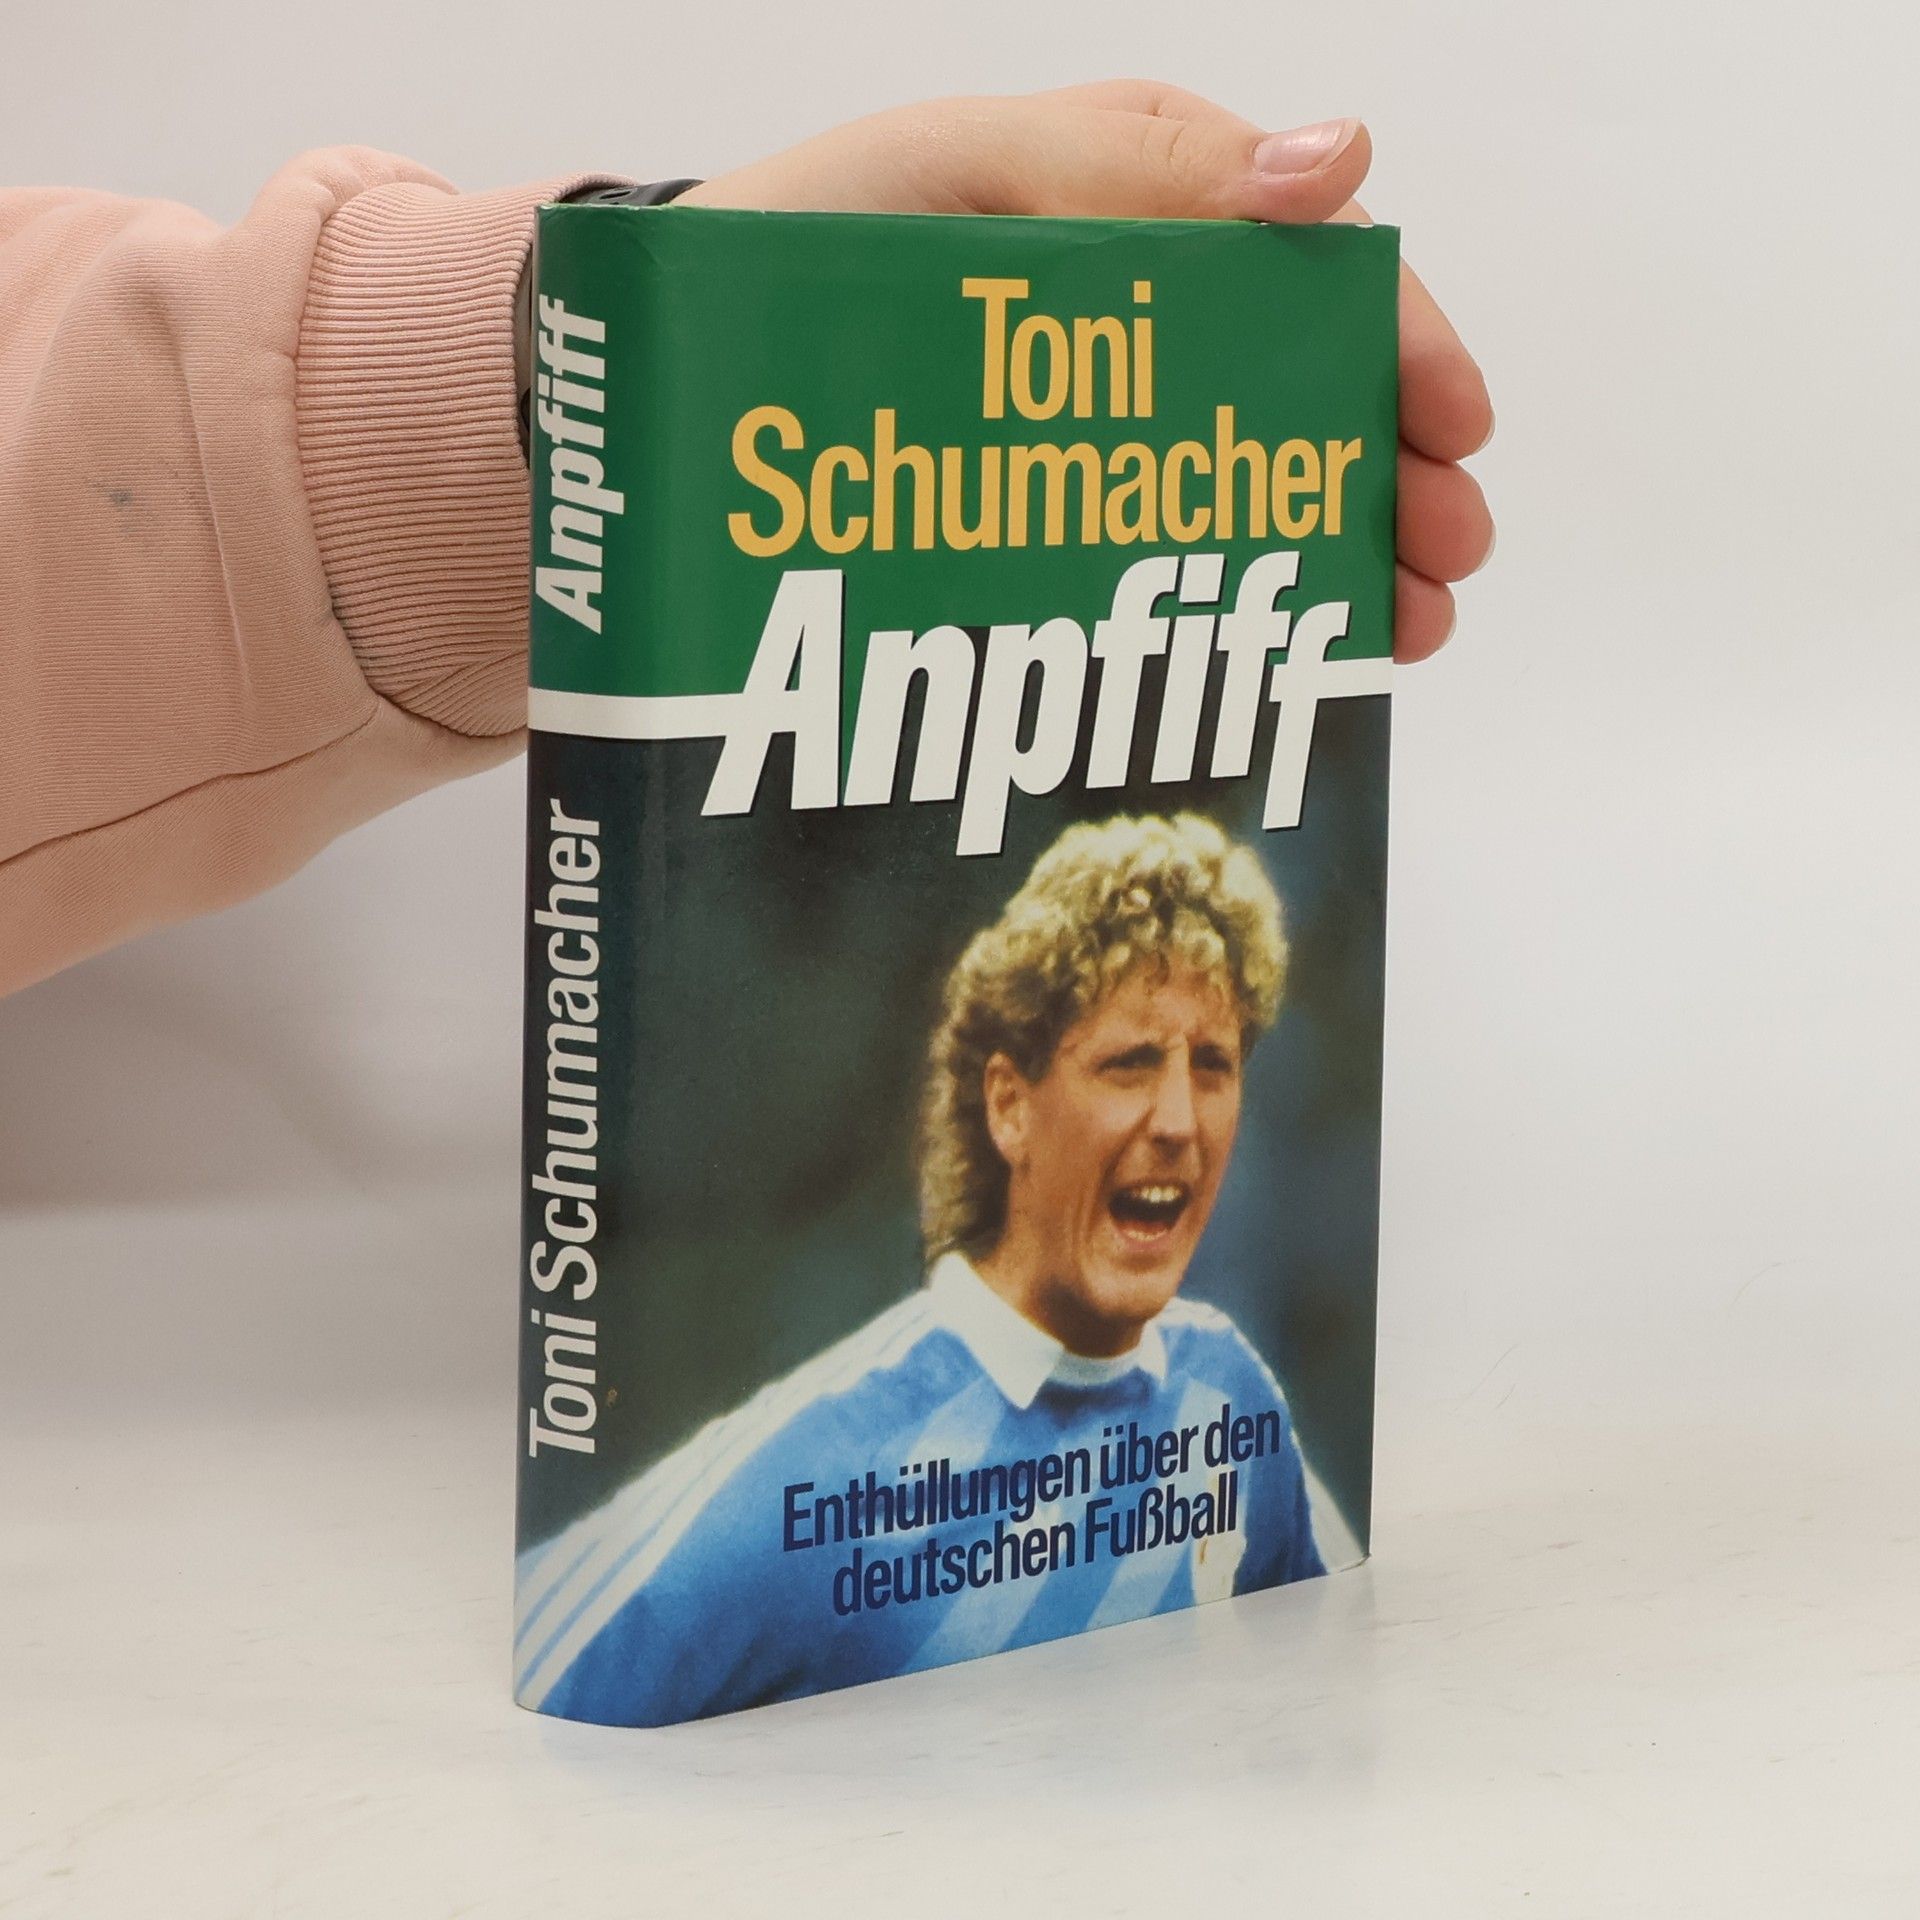 Toni
Schumacher
Anpfiff
Enthüllungen über den
deutschen Fußball
Toni Schumacher Anpfiff